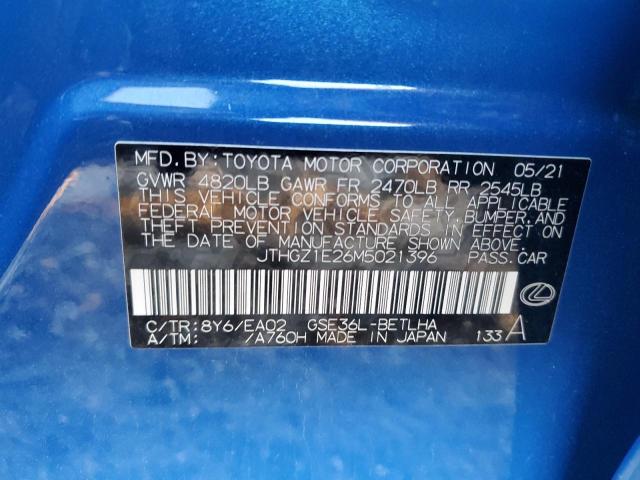 MFD. BY: TOYOTA MOTOR CORPORATION 05/21
GVWR 4820LB GAWR FR 2470LB RR 2545LB
THIS VEHICLE CONFORMS TO ALL APPLICABLE
FEDERAL MOTOR VEHICLE SAFETY, BUMPER, AND
THEFT PREVENTION STANDARDS IN EFFECT ON
THE DATE OF MANUFACTURE SHOWN ABOVE.
JTHGZ1E26M5021396 PASS. CAR
C/TR: 8Y6/EA02 GSE36L-BETLHA
A/TM: /A760H MADE IN JAPAN 133 A